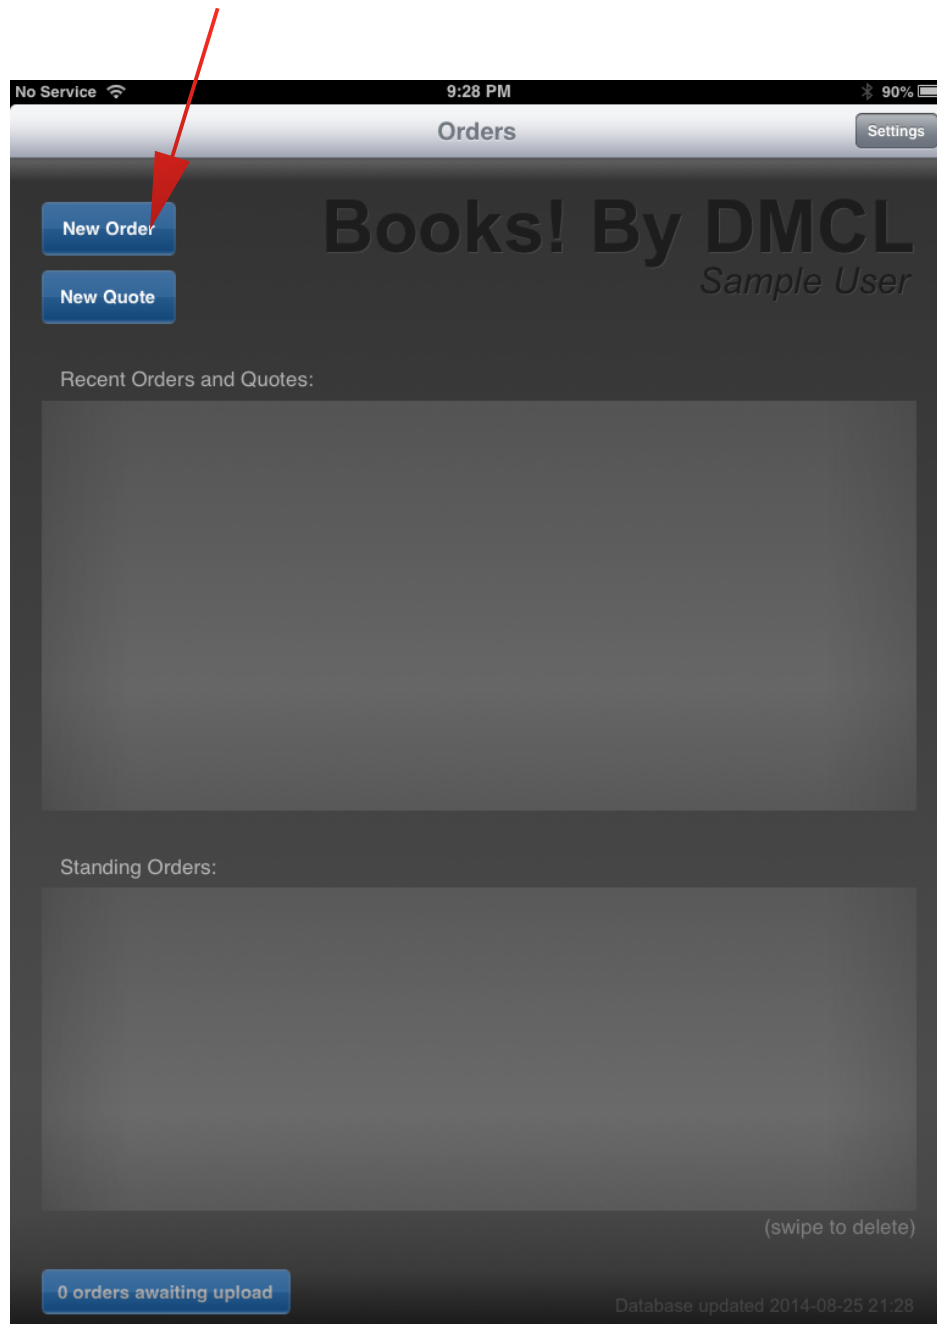 No Service 9:28 PM 90%
Orders Settings
New Order
Books! By DMCL
Sample User
New Quote
Recent Orders and Quotes:
Standing Orders:
(swipe to delete)
0 orders awaiting upload
Database updated 2014-08-25 21:28